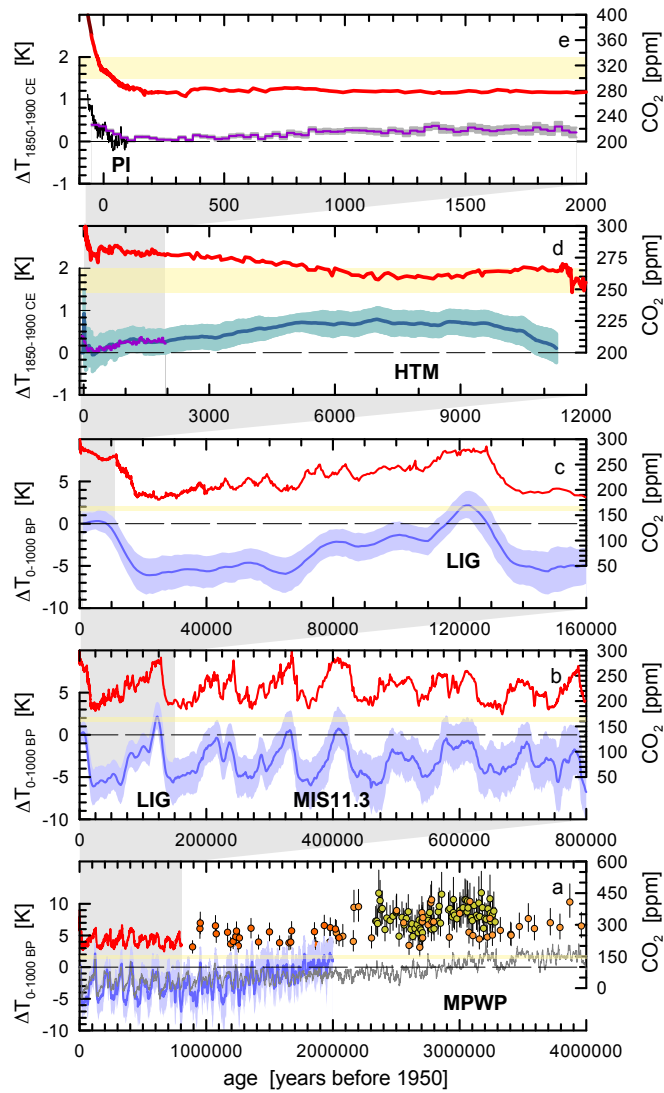 e
ΔT1850-1900 CE [K]
2
1
0
-1
400
360
320
280
240
200
CO2 [ppm]
PI
0 500 1000 1500 2000
d
ΔT1850-1900 CE [K]
2
1
0
-1
300
275
250
225
200
CO2 [ppm]
HTM
0 3000 6000 9000 12000
c
ΔT0-1000 BP [K]
5
0
-5
-10
300
250
200
150
100
50
CO2 [ppm]
LIG
0 40000 80000 120000 160000
b
ΔT0-1000 BP [K]
5
0
-5
-10
300
250
200
150
100
50
CO2 [ppm]
LIG MIS11.3
0 200000 400000 600000 800000
a
ΔT0-1000 BP [K]
10
5
0
-5
-10
600
450
300
150
0
CO2 [ppm]
MPWP
0 1000000 2000000 3000000 4000000
age [years before 1950]